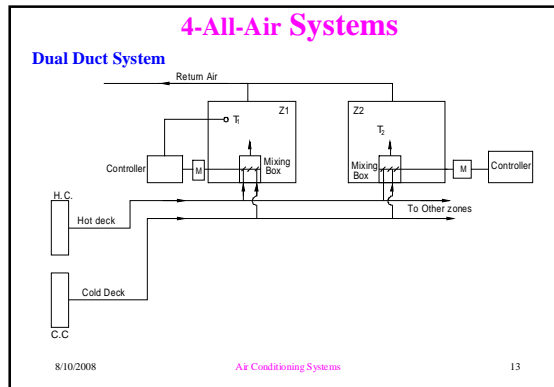 4-All-Air Systems
Dual Duct System
Return Air
Z1
Z2
T1
T2
Controller
M
Mixing
Box
Mixing
Box
M
Controller
H.C.
Hot deck
To Other zones
Cold Deck
C.C
8/10/2008
Air Conditioning Systems
13